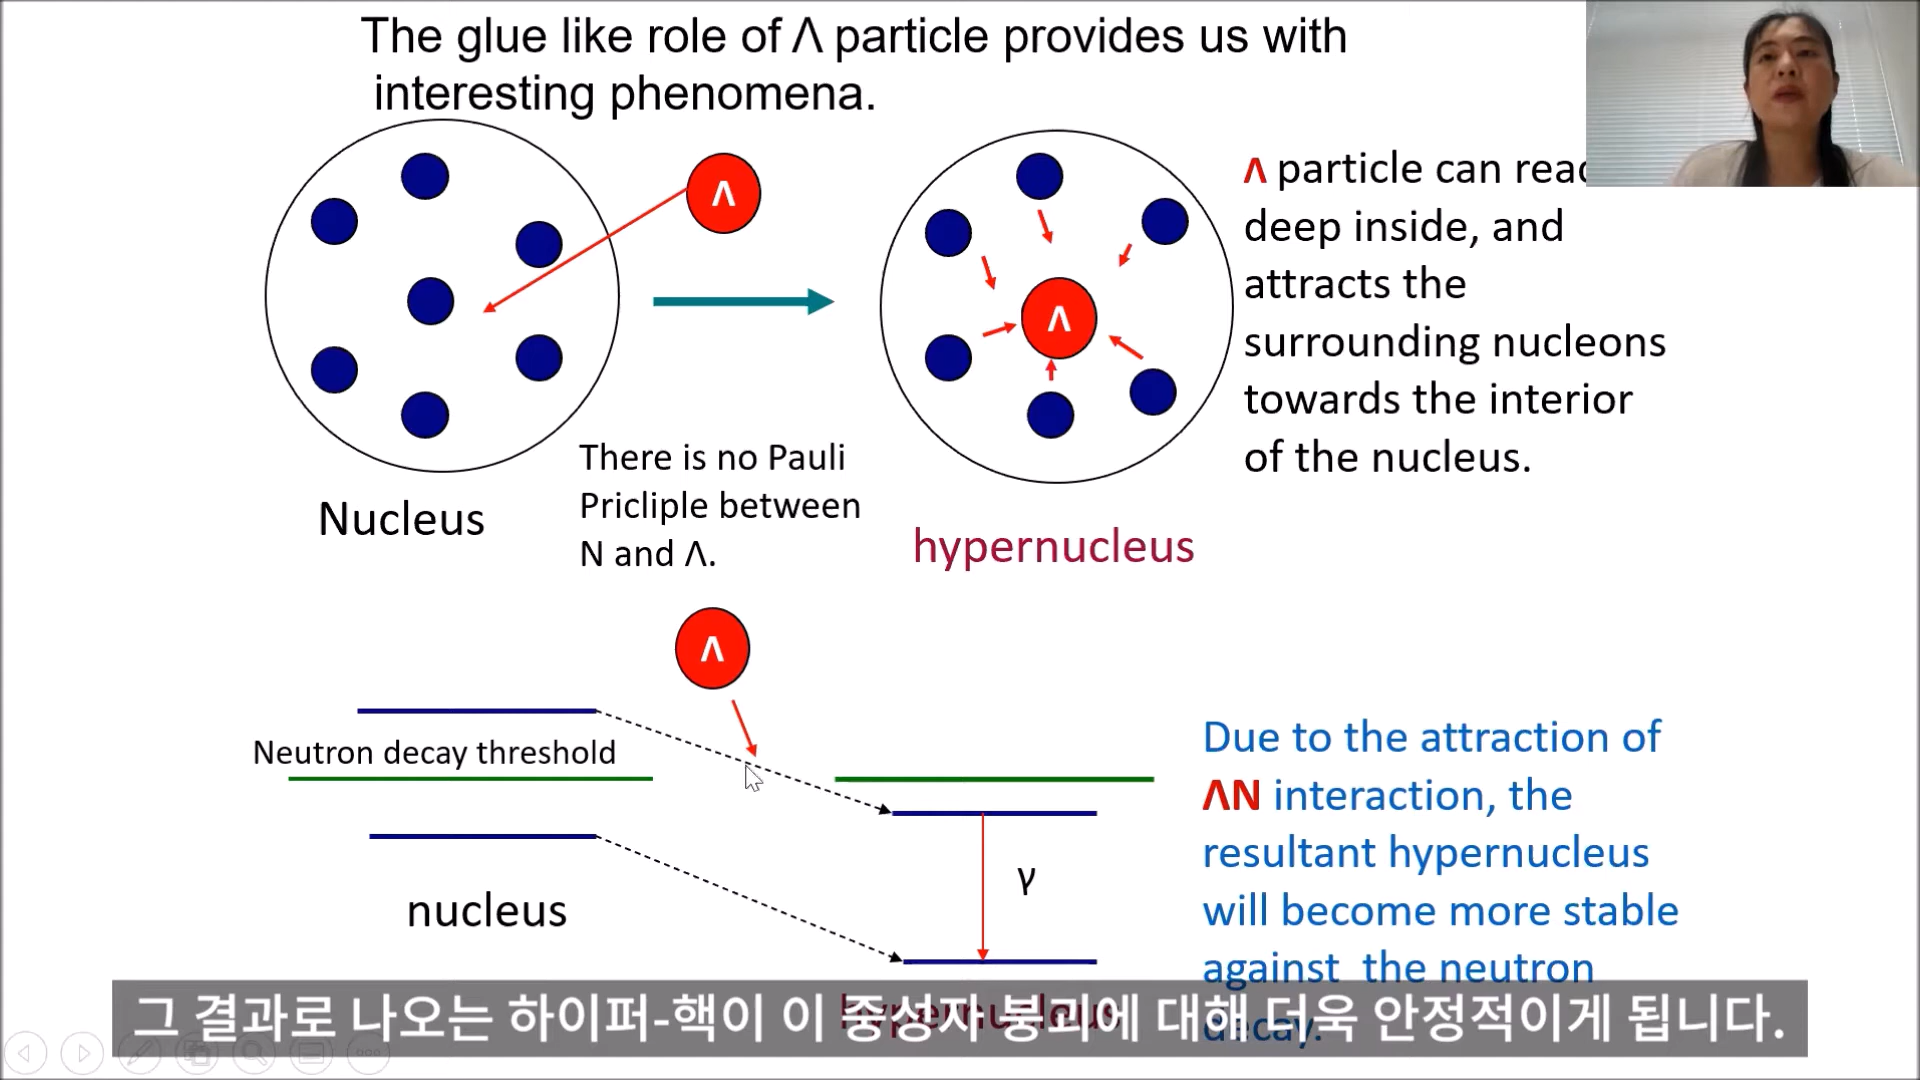 The glue like role of Λ particle provides us with
interesting phenomena.
Λ
Λ
Λ particle can
deep inside, and
attracts the
surrounding nucleons
towards the interior
of the nucleus.
There is no Pauli
Pricliple between
N and Λ.
Nucleus
hypernucleus
Λ
Neutron decay threshold
γ
nucleus
Due to the attraction of
ΛN interaction, the
resultant hypernucleus
will become more stable
against the neutron
decay.
hypernucleus
그 결과로 나오는 하이퍼-핵이 이 중성자 붕괴에 대해 더욱 안정적이게 됩니다.